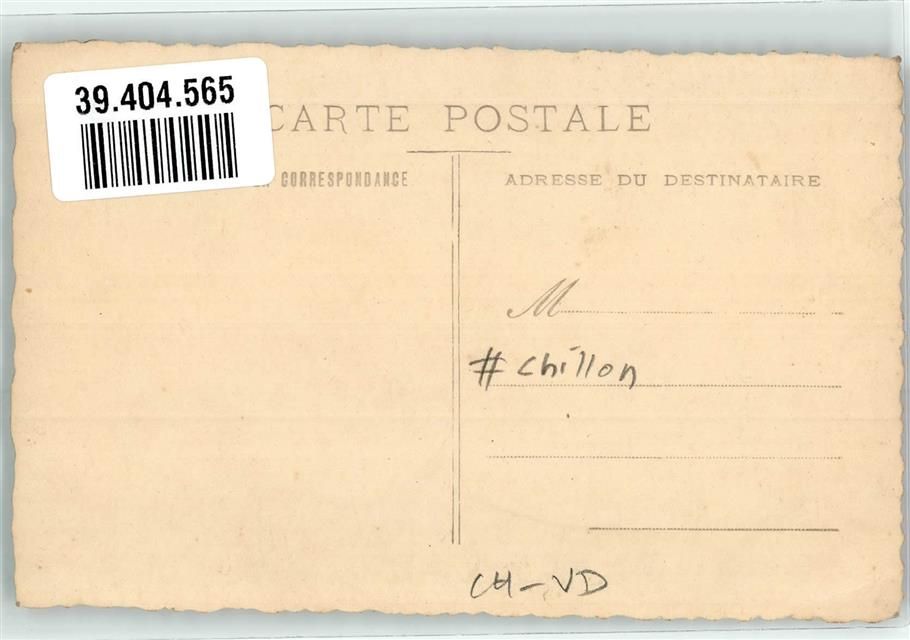 39.404.565
CARTE POSTALE
CORRESPONDANCE
ADRESSE DU DESTINATAIRE
M
# chillon
CH-VD